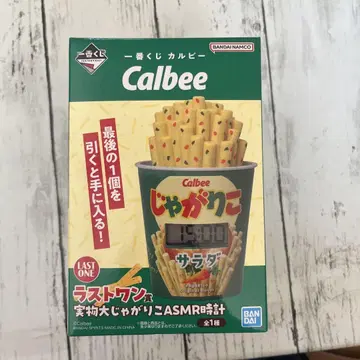 一番くじ
一番くじ カルビー
BANDAI NAMCO
Calbee
最後の1個を
引くと手に入る!
Calbee
じゃがりこ
サラダ
LAST
ONE
ラストワン賞
実物大じゃがりこASMR時計
全1種
BAN
DAI
©Calbee